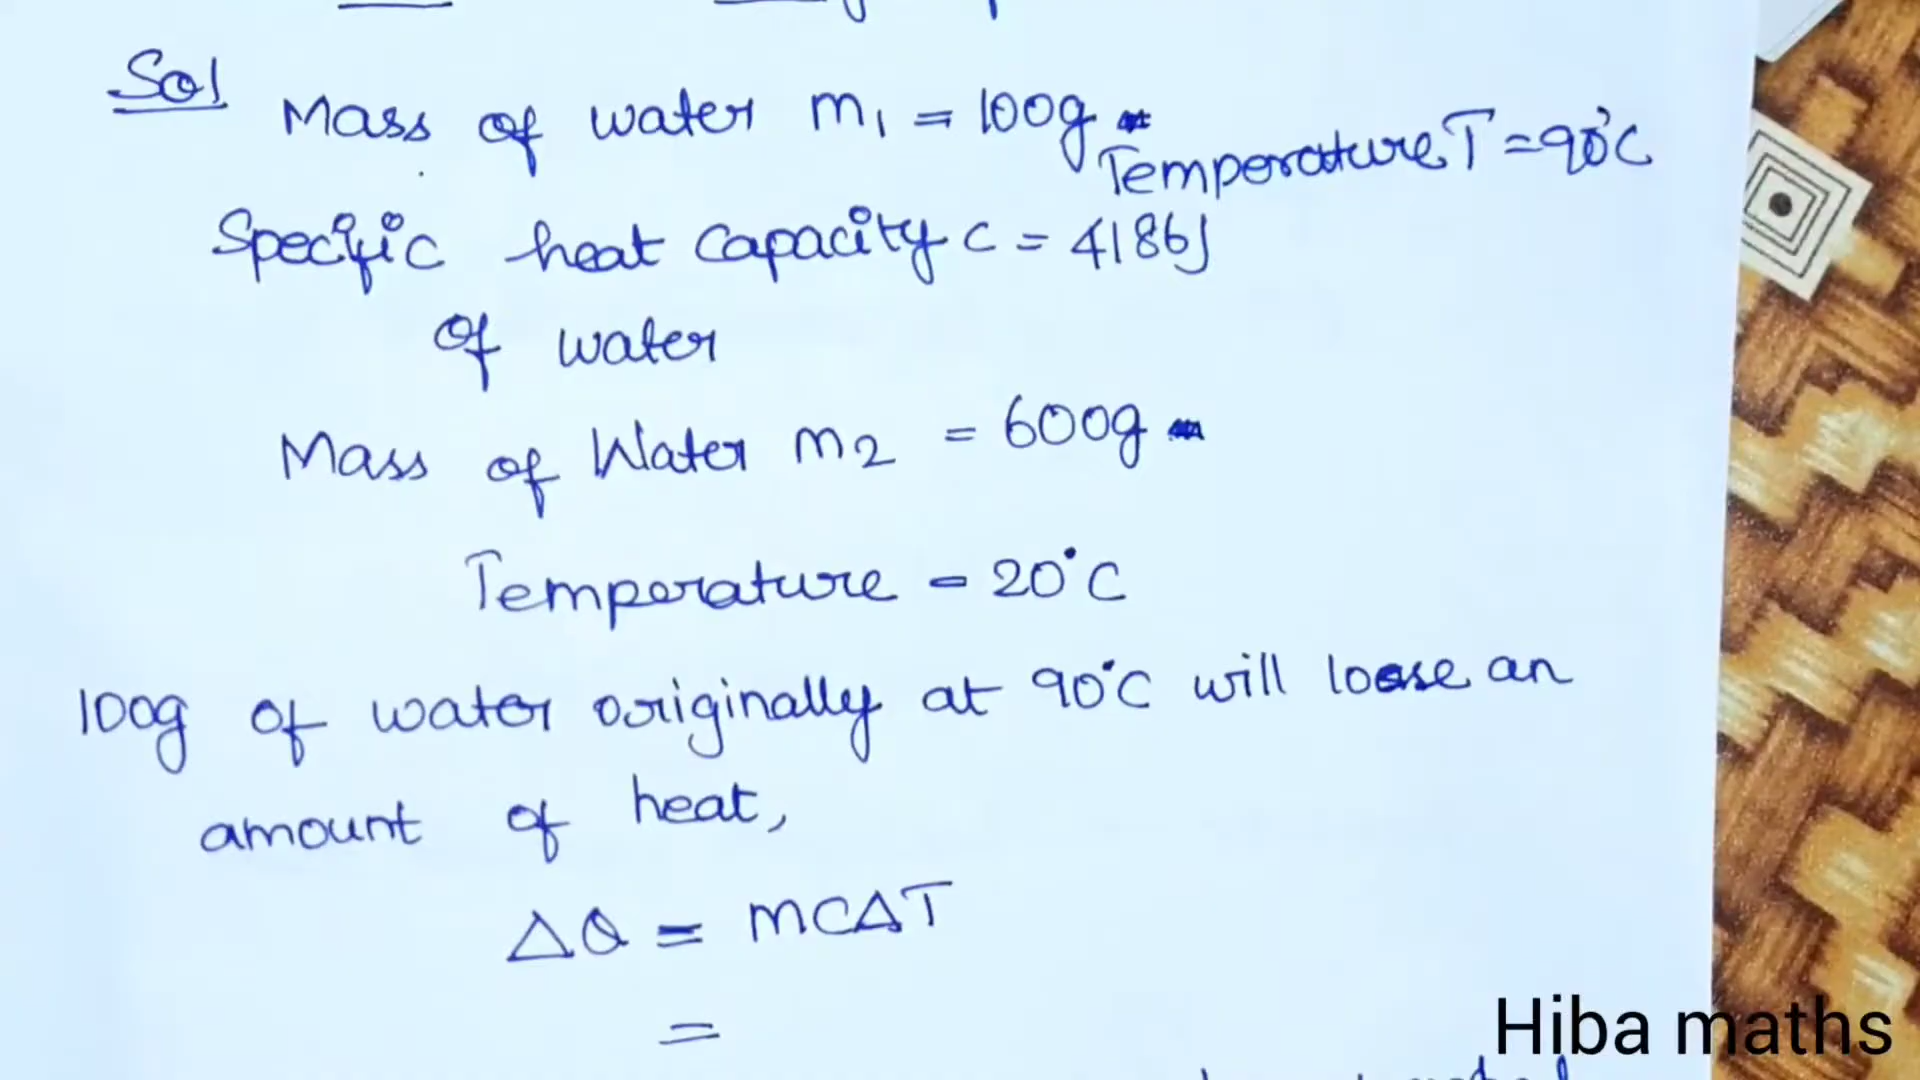 Sol Mass of water m₁ = 100g Temperature T = 90°C
Specific heat capacity c = 4186J
of water
Mass of Water m₂ = 600g
Temperature - 20°C
100g of water originally at 90°C will loose an
amount of heat,
ΔQ = MCΔT
=
Hiba maths